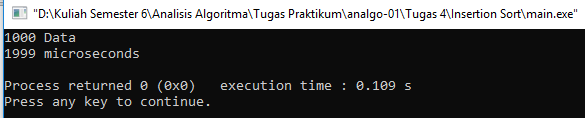 "D:\Kuliah Semester 6\Analisis Algoritma\Tugas Praktikum\analgo-01\Tugas 4\Insertion Sort\main.exe"
1000 Data
1999 microseconds
Process returned 0 (0x0)   execution time : 0.109 s
Press any key to continue.